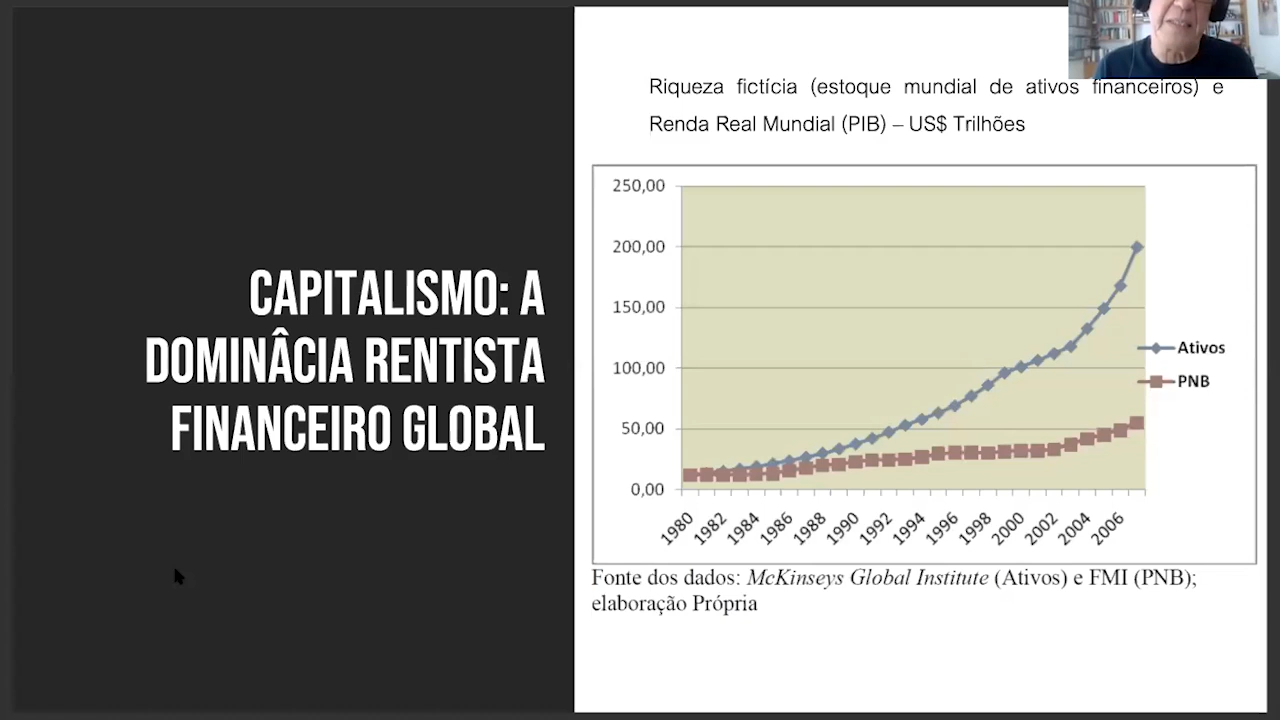 CAPITALISMO: A
DOMINÂCIA RENTISTA
FINANCEIRO GLOBAL
Riqueza fictícia (estoque mundial de ativos financeiros) e
Renda Real Mundial (PIB) – US$ Trilhões
250,00
200,00
150,00
100,00
50,00
0,00
1980
1982
1984
1986
1988
1990
1992
1994
1996
1998
2000
2002
2004
2006
Ativos
PNB
Fonte dos dados: McKinseys Global Institute (Ativos) e FMI (PNB);
elaboração Própria